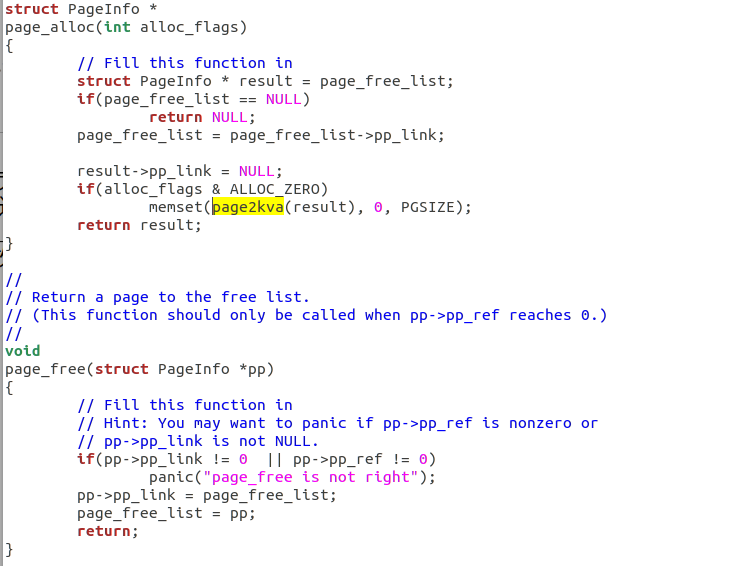 struct PageInfo *
page_alloc(int alloc_flags)
{
        // Fill this function in
        struct PageInfo * result = page_free_list;
        if(page_free_list == NULL)
                return NULL;
        page_free_list = page_free_list->pp_link;

        result->pp_link = NULL;
        if(alloc_flags & ALLOC_ZERO)
                memset(page2kva(result), 0, PGSIZE);
        return result;
}

//
// Return a page to the free list.
// (This function should only be called when pp->pp_ref reaches 0.)
//
void
page_free(struct PageInfo *pp)
{
        // Fill this function in
        // Hint: You may want to panic if pp->pp_ref is nonzero or
        // pp->pp_link is not NULL.
        if(pp->pp_link != 0  || pp->pp_ref != 0)
                panic("page_free is not right");
        pp->pp_link = page_free_list;
        page_free_list = pp;
        return;
}